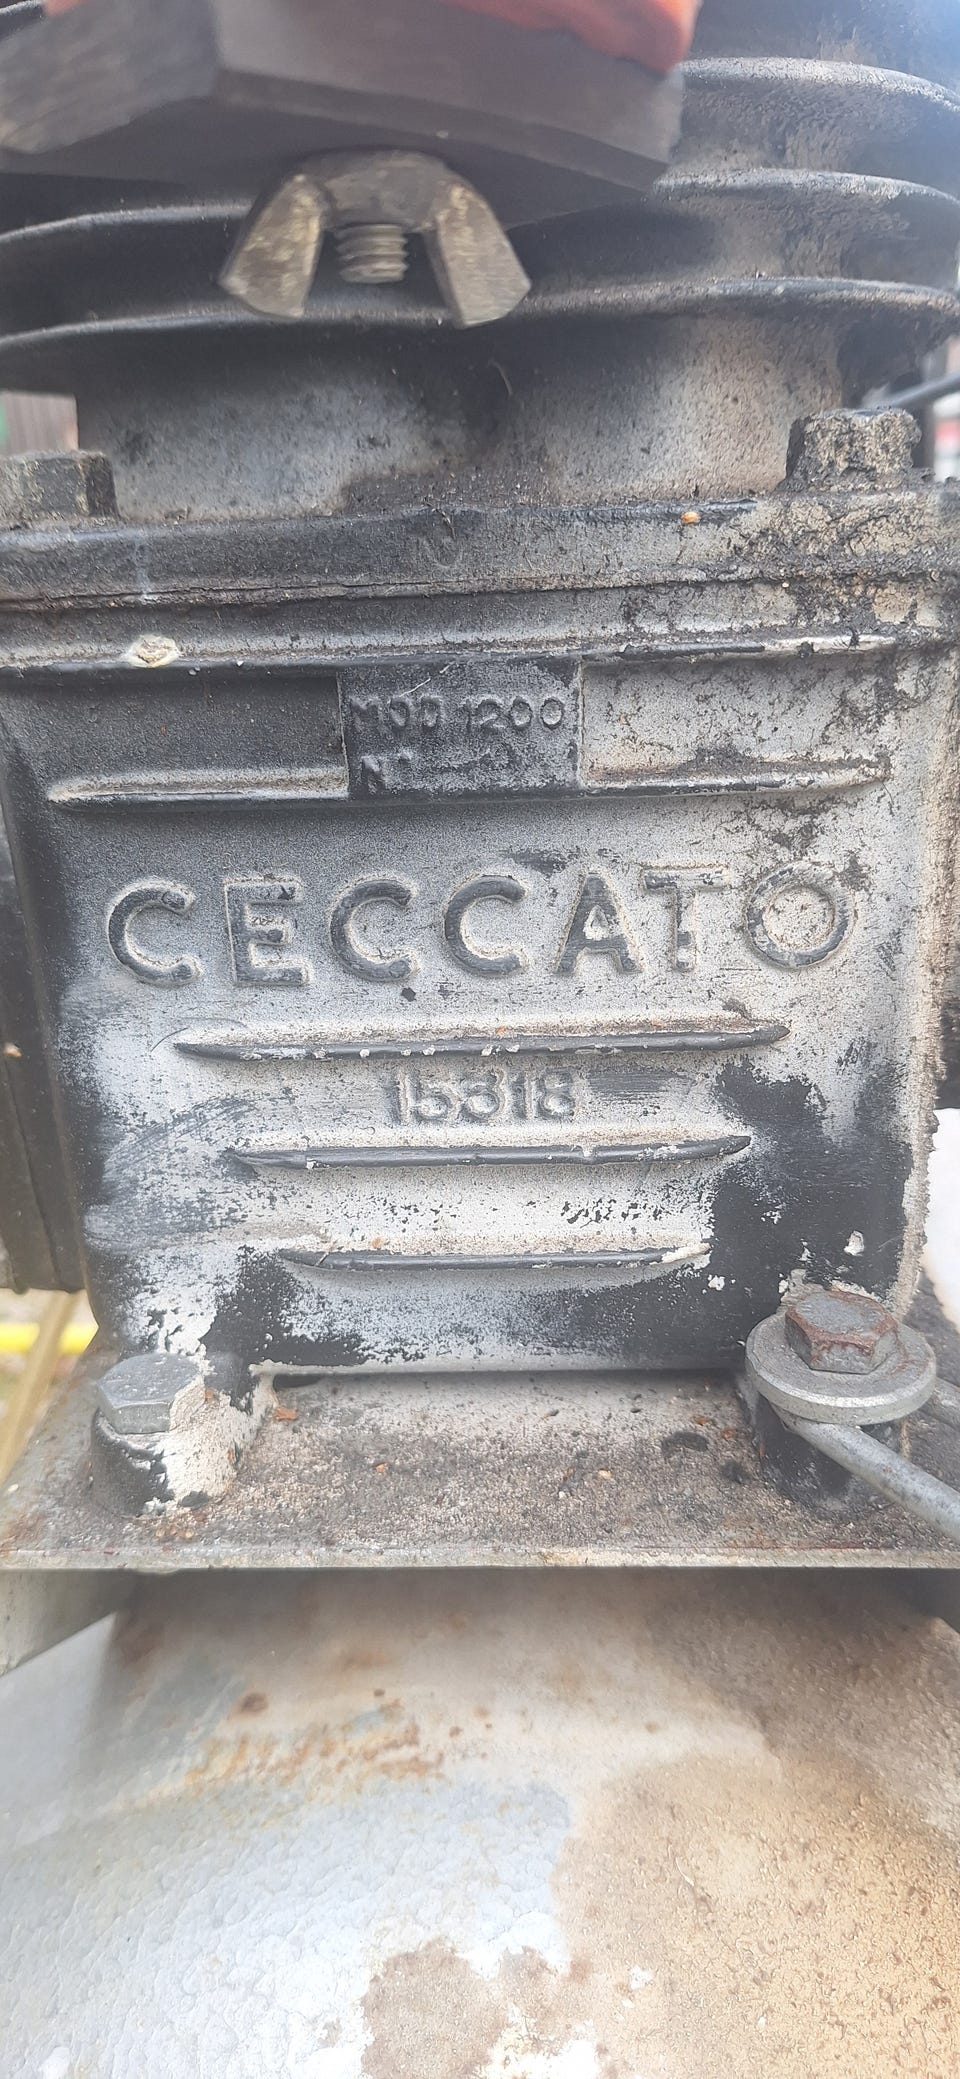 MOD 1200
N°
CECCATO
15318